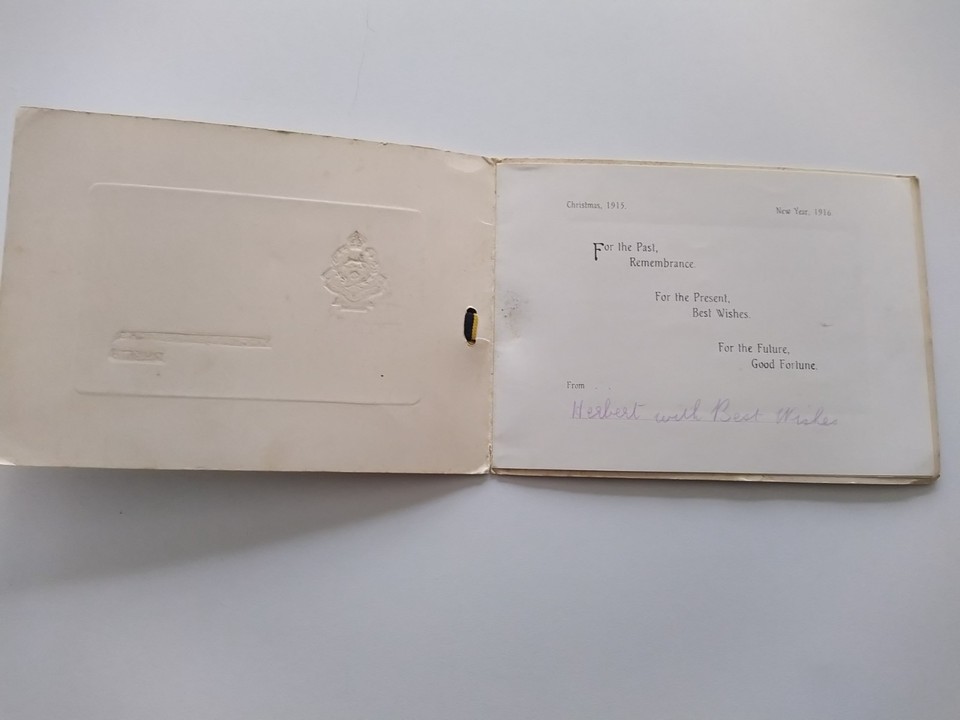 Christmas, 1915.
New Year, 1916
For the Past,
Remembrance.
For the Present,
Best Wishes.
For the Future,
Good Fortune.
From
Herbert with Best Wishes